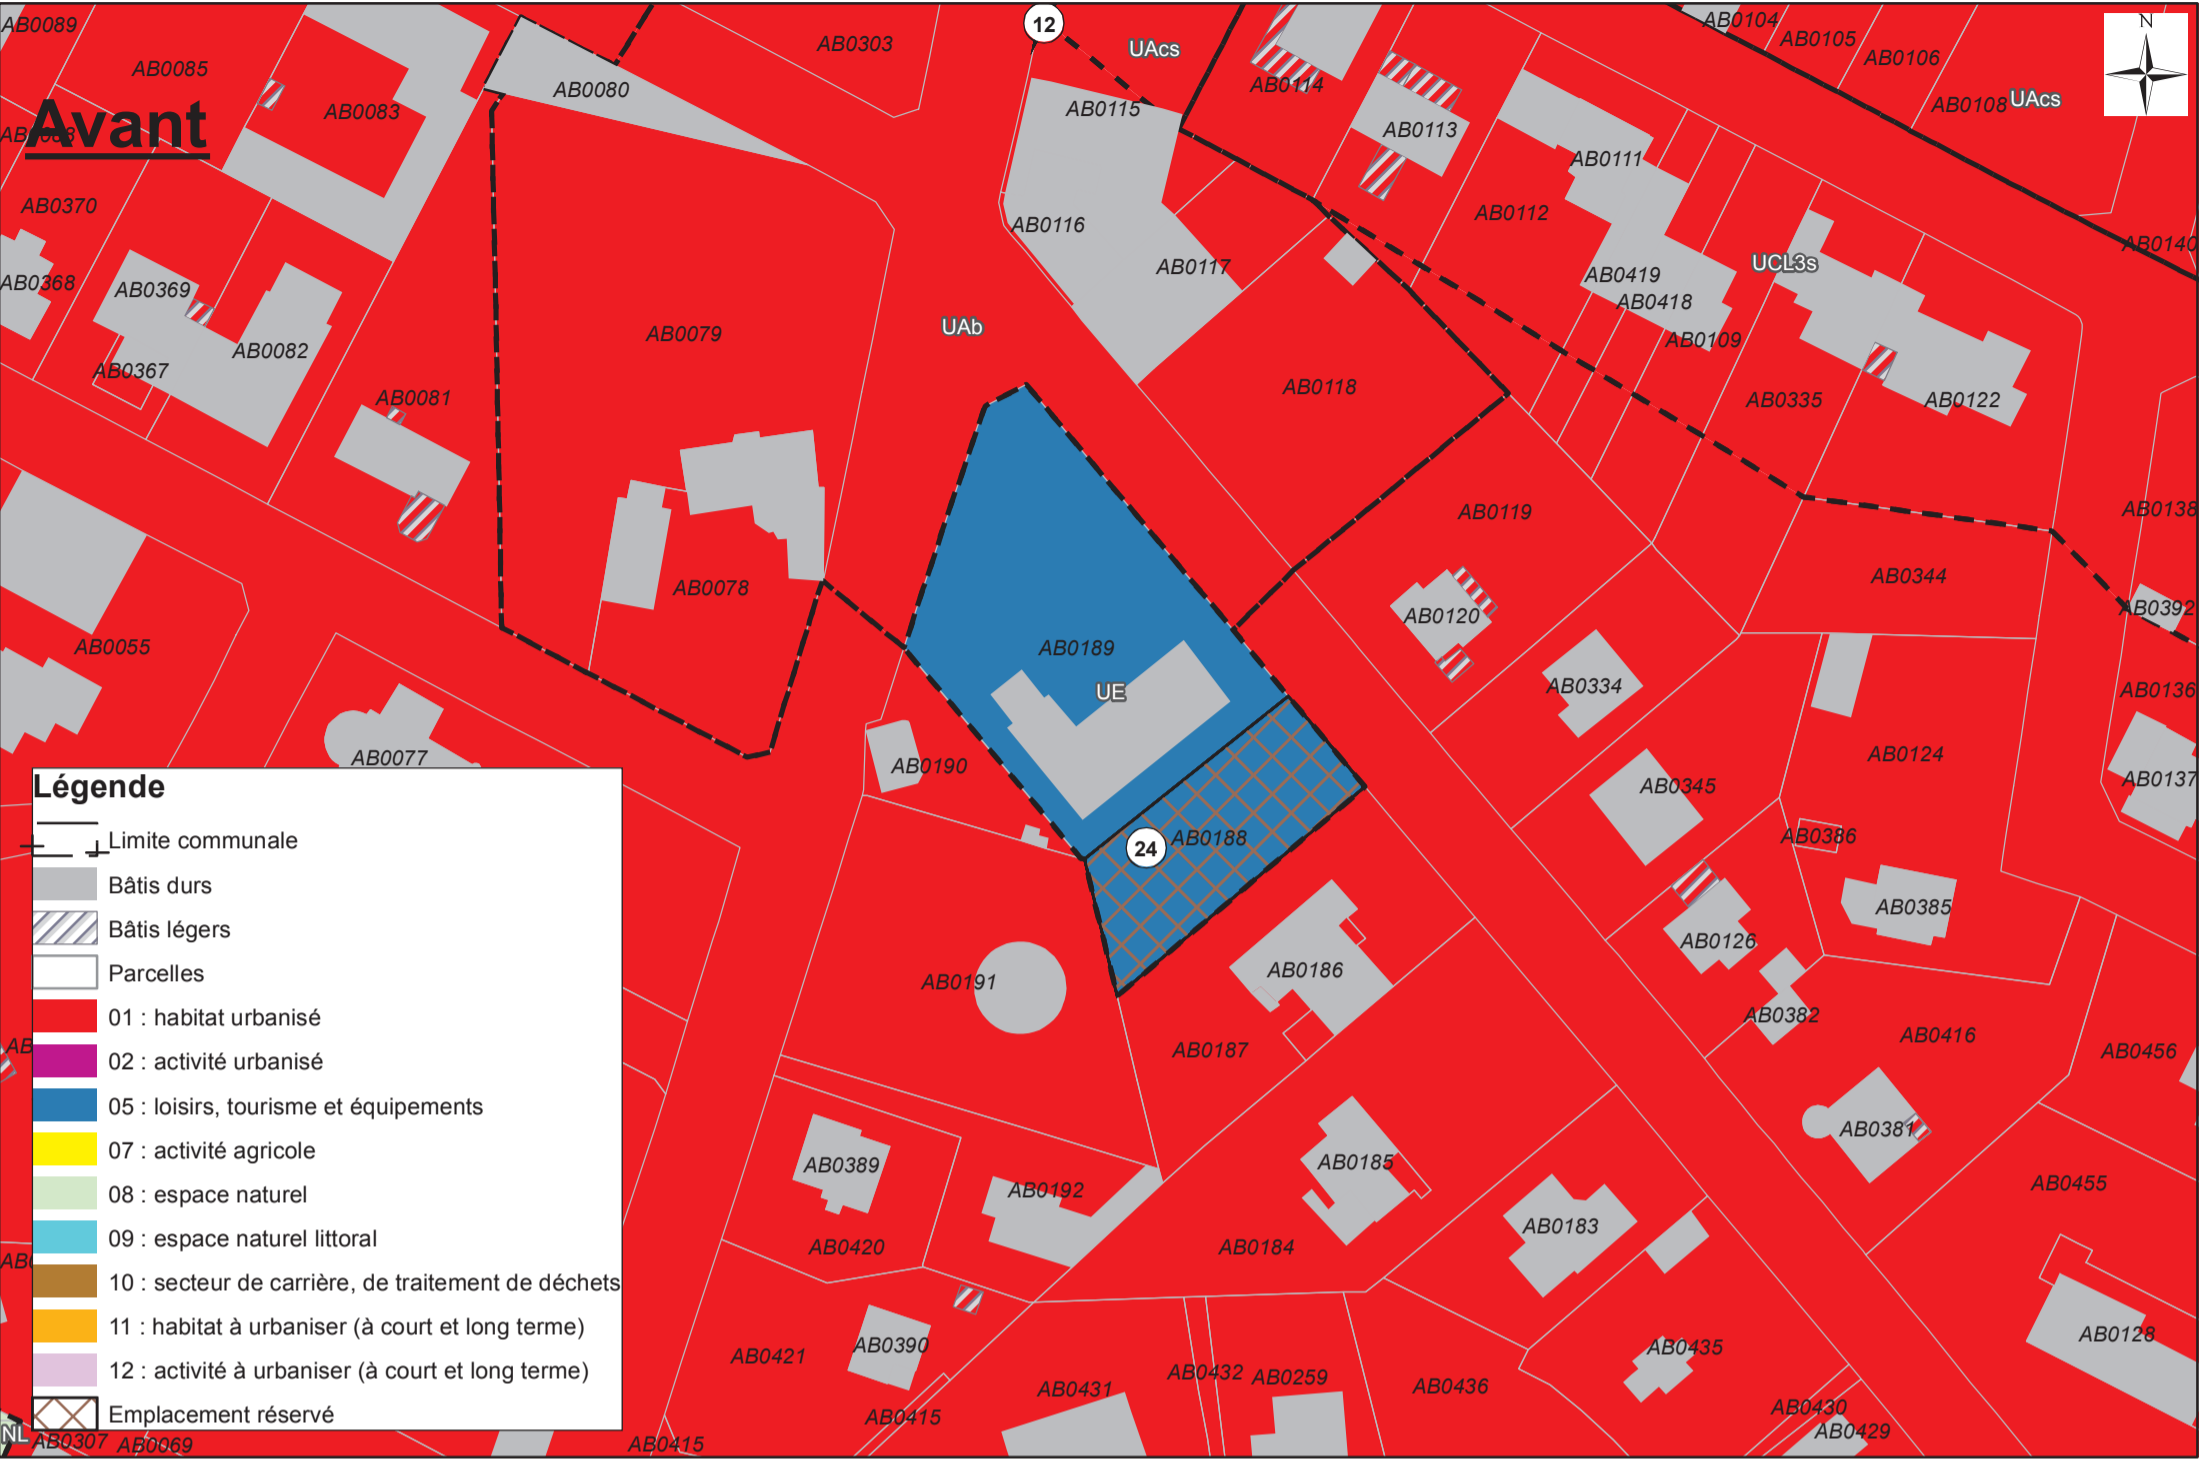 AB0089
AB0085
AB0083
AB0080
AB0303
12
UAcs
AB0115
AB0114
AB0113
AB0104
AB0105
AB0106
AB0108
UAcs
N
Avant
AB0370
AB0368
AB0369
AB0367
AB0082
AB0081
AB0079
UAb
AB0116
AB0117
AB0118
AB0112
AB0111
AB0419
AB0418
AB0109
UCL3s
AB0335
AB0122
AB0140
AB0138
AB0119
AB0120
AB0344
AB0392
AB0136
AB0137
AB0055
AB0078
AB0077
AB0189
UE
AB0190
24
AB0188
AB0334
AB0345
AB0124
AB0386
AB0385
AB0126
AB0382
AB0416
AB0456
AB0191
AB0186
AB0187
AB0381
AB0455
AB0389
AB0192
AB0185
AB0420
AB0184
AB0183
AB0128
AB0421
AB0390
AB0415
AB0431
AB0432
AB0259
AB0436
AB0435
AB0430
AB0429
AB0415
Légende
Limite communale
Bâtis durs
Bâtis légers
Parcelles
01 : habitat urbanisé
02 : activité urbanisé
05 : loisirs, tourisme et équipements
07 : activité agricole
08 : espace naturel
09 : espace naturel littoral
10 : secteur de carrière, de traitement de déchets
11 : habitat à urbaniser (à court et long terme)
12 : activité à urbaniser (à court et long terme)
Emplacement réservé
NL
AB0307
AB0069